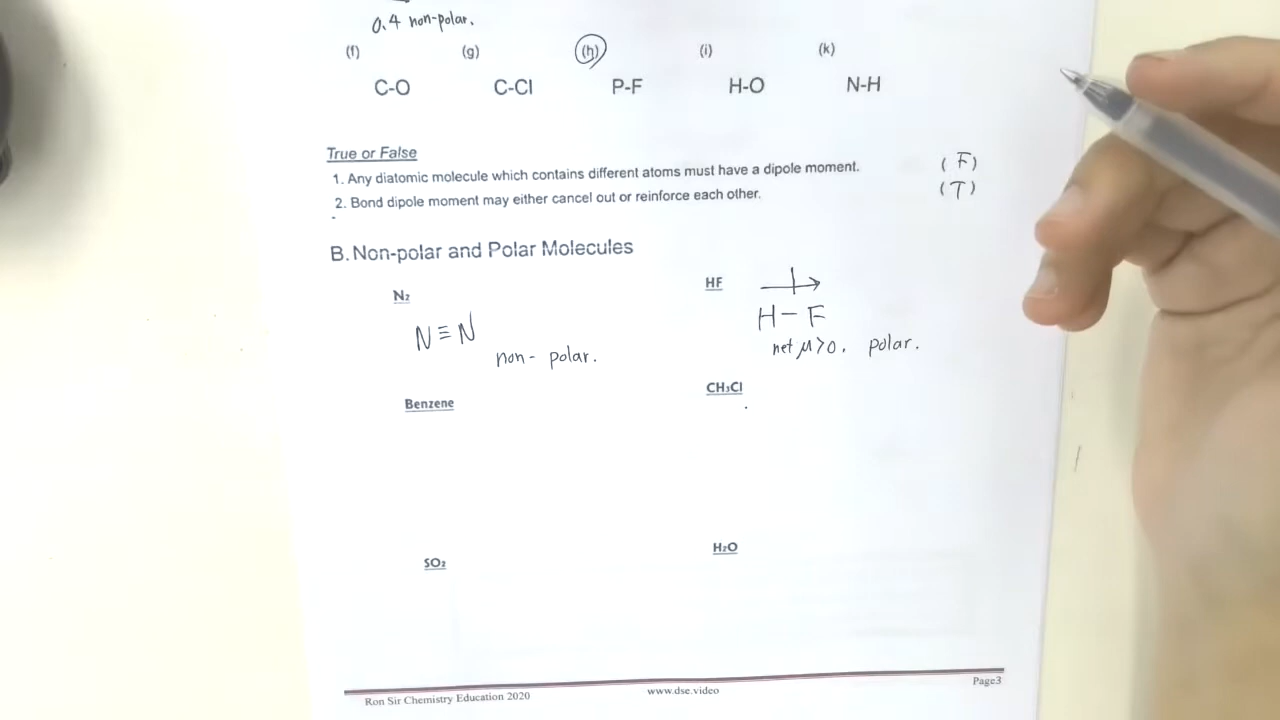 0.4 non-polar.
(f) (g) (h) (i) (k)
C-O C-Cl P-F H-O N-H
True or False
1. Any diatomic molecule which contains different atoms must have a dipole moment. (F)
2. Bond dipole moment may either cancel out or reinforce each other. (T)
B. Non-polar and Polar Molecules
N₂ HF
N≡N H-F
non-polar. net μ>0. polar.
Benzene CH₃Cl
SO₂ H₂O
Ron Sir Chemistry Education 2020 www.dse.video Page3